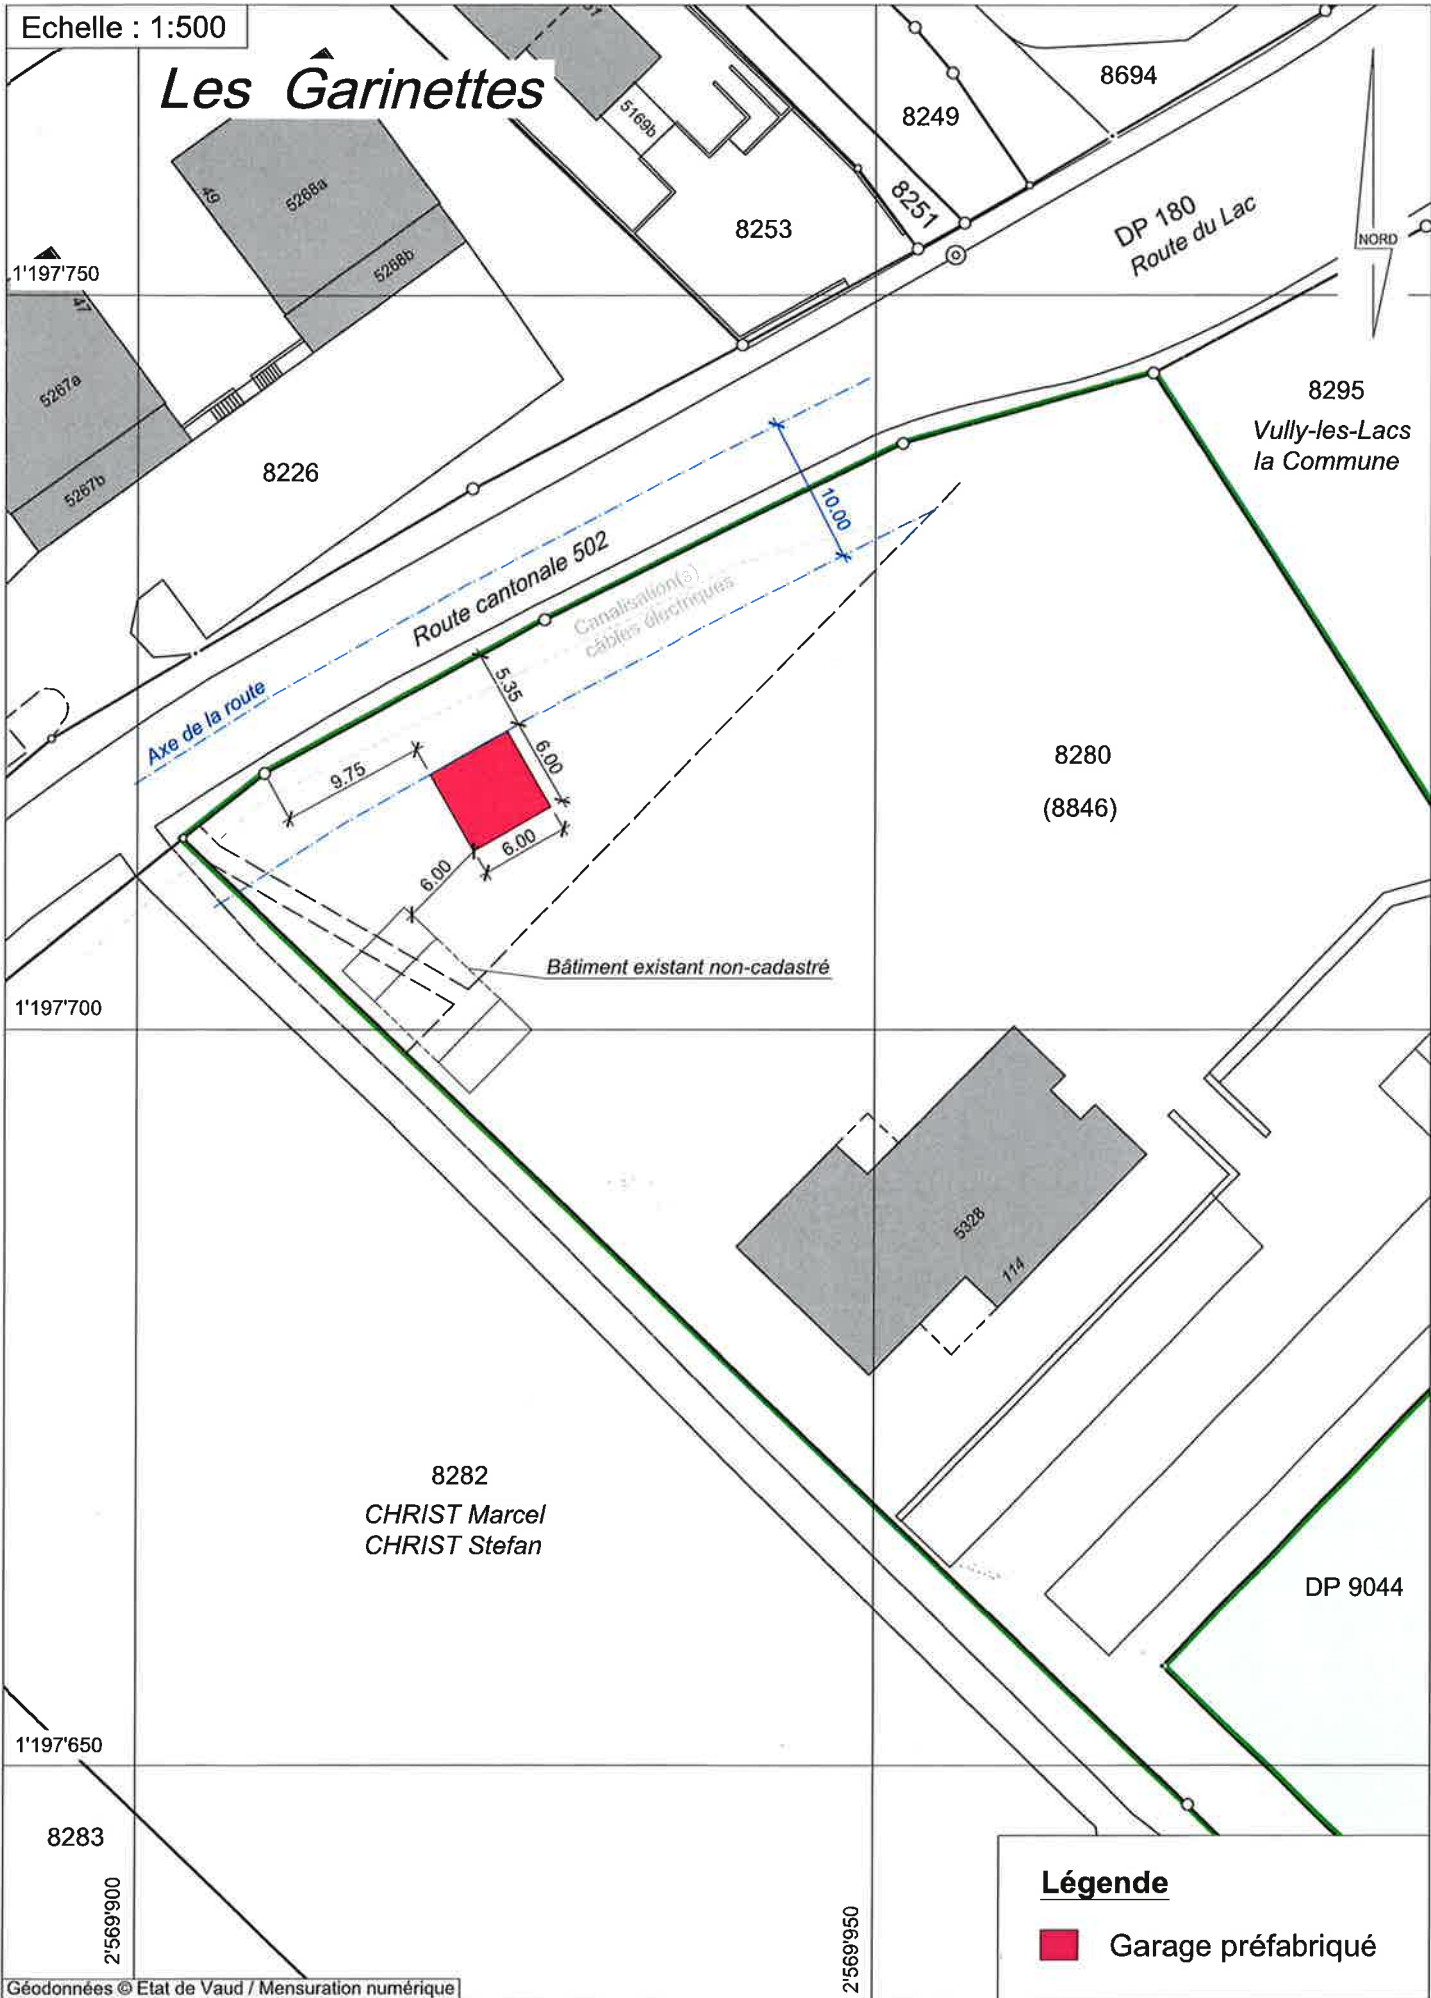 Echelle : 1:500
Les Garinettes
8694
8249
8251
8253
5169b
DP 180
Route du Lac
NORD
49
5268a
5268b
1'197'750
47
5267a
5267b
8226
8295
Vully-les-Lacs
la Commune
10.00
Route cantonale 502
Canalisation(s)
câbles électriques
Axe de la route
5.35
6.00
9.75
6.00
6.00
8280
(8846)
Bâtiment existant non-cadastré
1'197'700
5328
114
8282
CHRIST Marcel
CHRIST Stefan
DP 9044
1'197'650
8283
2'569'900
2'569'950
Légende
Garage préfabriqué
Géodonnées © Etat de Vaud / Mensuration numérique